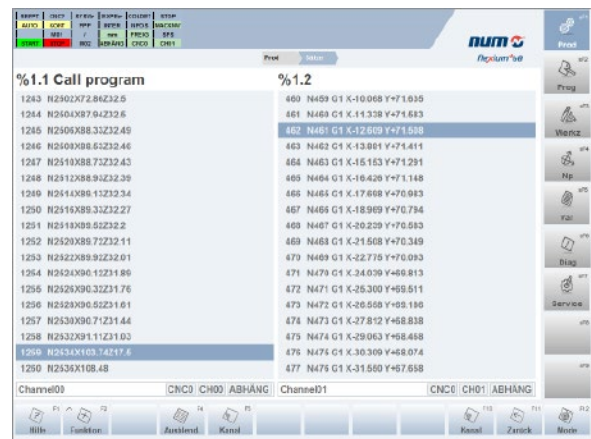 AUTO
START
num
flexium+68
Prod
%1.1 Call program
%1.2
1243 N2502X72.86Z32.5
1244 N2504X87.94Z32.5
1245 N2506X88.33Z32.49
1246 N2508X88.53Z32.46
1247 N2510X88.73Z32.43
1248 N2512X88.93Z32.39
1249 N2514X89.13Z32.34
1250 N2516X89.33Z32.27
1251 N2518X89.52Z32.2
1252 N2520X89.72Z32.11
1253 N2522X89.92Z32.01
1254 N2524X90.12Z31.89
1255 N2526X90.32Z31.76
1256 N2528X90.52Z31.61
1257 N2530X90.71Z31.44
1258 N2532X91.11Z31.03
1259 N2534X103.74Z17.5
1260 N2536X108.48
460 N459 G1 X-10.068 Y+71.635
461 N460 G1 X-11.338 Y+71.583
462 N461 G1 X-12.609 Y+71.508
463 N462 G1 X-13.881 Y+71.411
464 N463 G1 X-15.153 Y+71.291
465 N464 G1 X-16.426 Y+71.148
466 N465 G1 X-17.698 Y+70.983
467 N466 G1 X-18.969 Y+70.794
468 N467 G1 X-20.239 Y+70.583
469 N468 G1 X-21.508 Y+70.349
470 N469 G1 X-22.775 Y+70.093
471 N470 G1 X-24.039 Y+69.813
472 N471 G1 X-25.300 Y+69.511
473 N472 G1 X-26.558 Y+69.186
474 N473 G1 X-27.812 Y+68.838
475 N474 G1 X-29.063 Y+68.468
476 N475 G1 X-30.309 Y+68.074
477 N476 G1 X-31.550 Y+67.658
Channel00 CNC0 CH00 ABHÄNG
Channel01 CNC0 CH01 ABHÄNG
Prod
Prog
Werkz
Np
Var
Diag
Service
Hilfe
Funktion
Ausblend.
Kanal
Kanal
Zurück
Mode